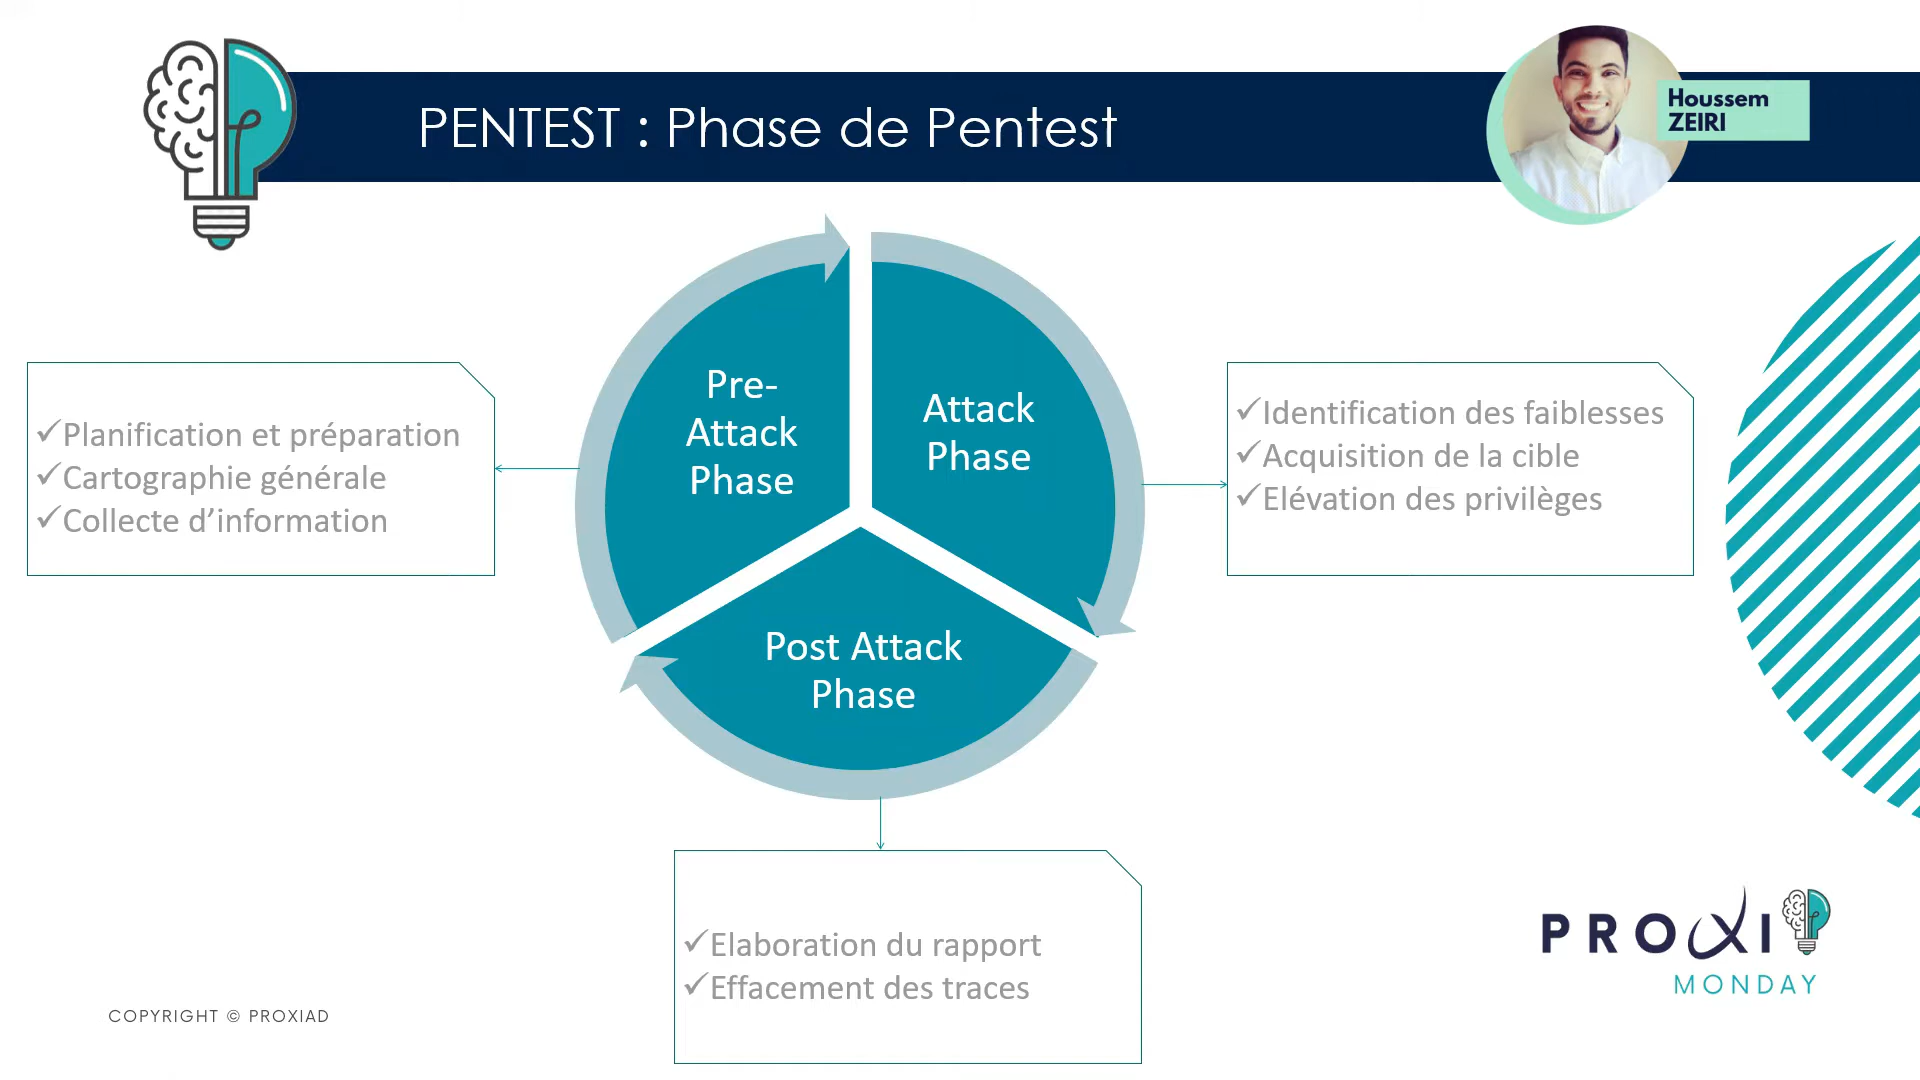 PENTEST : Phase de Pentest
Houssem
ZEIRI
Pre-
Attack
Phase
Attack
Phase
Post Attack
Phase
✓Planification et préparation
✓Cartographie générale
✓Collecte d’information
✓Identification des faiblesses
✓Acquisition de la cible
✓Elévation des privilèges
✓Elaboration du rapport
✓Effacement des traces
PROXI
MONDAY
COPYRIGHT © PROXIAD